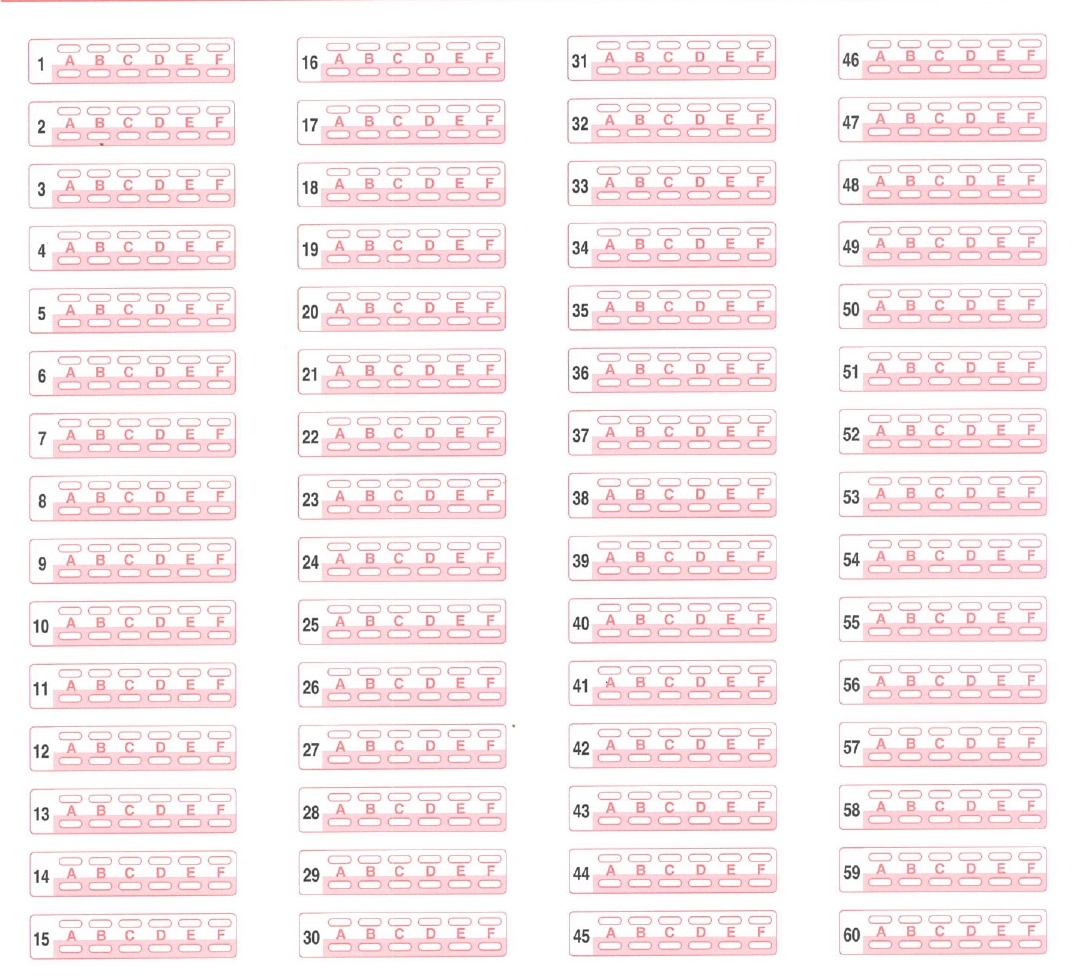 1 A B C D E F
2 A B C D E F
3 A B C D E F
4 A B C D E F
5 A B C D E F
6 A B C D E F
7 A B C D E F
8 A B C D E F
9 A B C D E F
10 A B C D E F
11 A B C D E F
12 A B C D E F
13 A B C D E F
14 A B C D E F
15 A B C D E F
16 A B C D E F
17 A B C D E F
18 A B C D E F
19 A B C D E F
20 A B C D E F
21 A B C D E F
22 A B C D E F
23 A B C D E F
24 A B C D E F
25 A B C D E F
26 A B C D E F
27 A B C D E F
28 A B C D E F
29 A B C D E F
30 A B C D E F
31 A B C D E F
32 A B C D E F
33 A B C D E F
34 A B C D E F
35 A B C D E F
36 A B C D E F
37 A B C D E F
38 A B C D E F
39 A B C D E F
40 A B C D E F
41 A B C D E F
42 A B C D E F
43 A B C D E F
44 A B C D E F
45 A B C D E F
46 A B C D E F
47 A B C D E F
48 A B C D E F
49 A B C D E F
50 A B C D E F
51 A B C D E F
52 A B C D E F
53 A B C D E F
54 A B C D E F
55 A B C D E F
56 A B C D E F
57 A B C D E F
58 A B C D E F
59 A B C D E F
60 A B C D E F